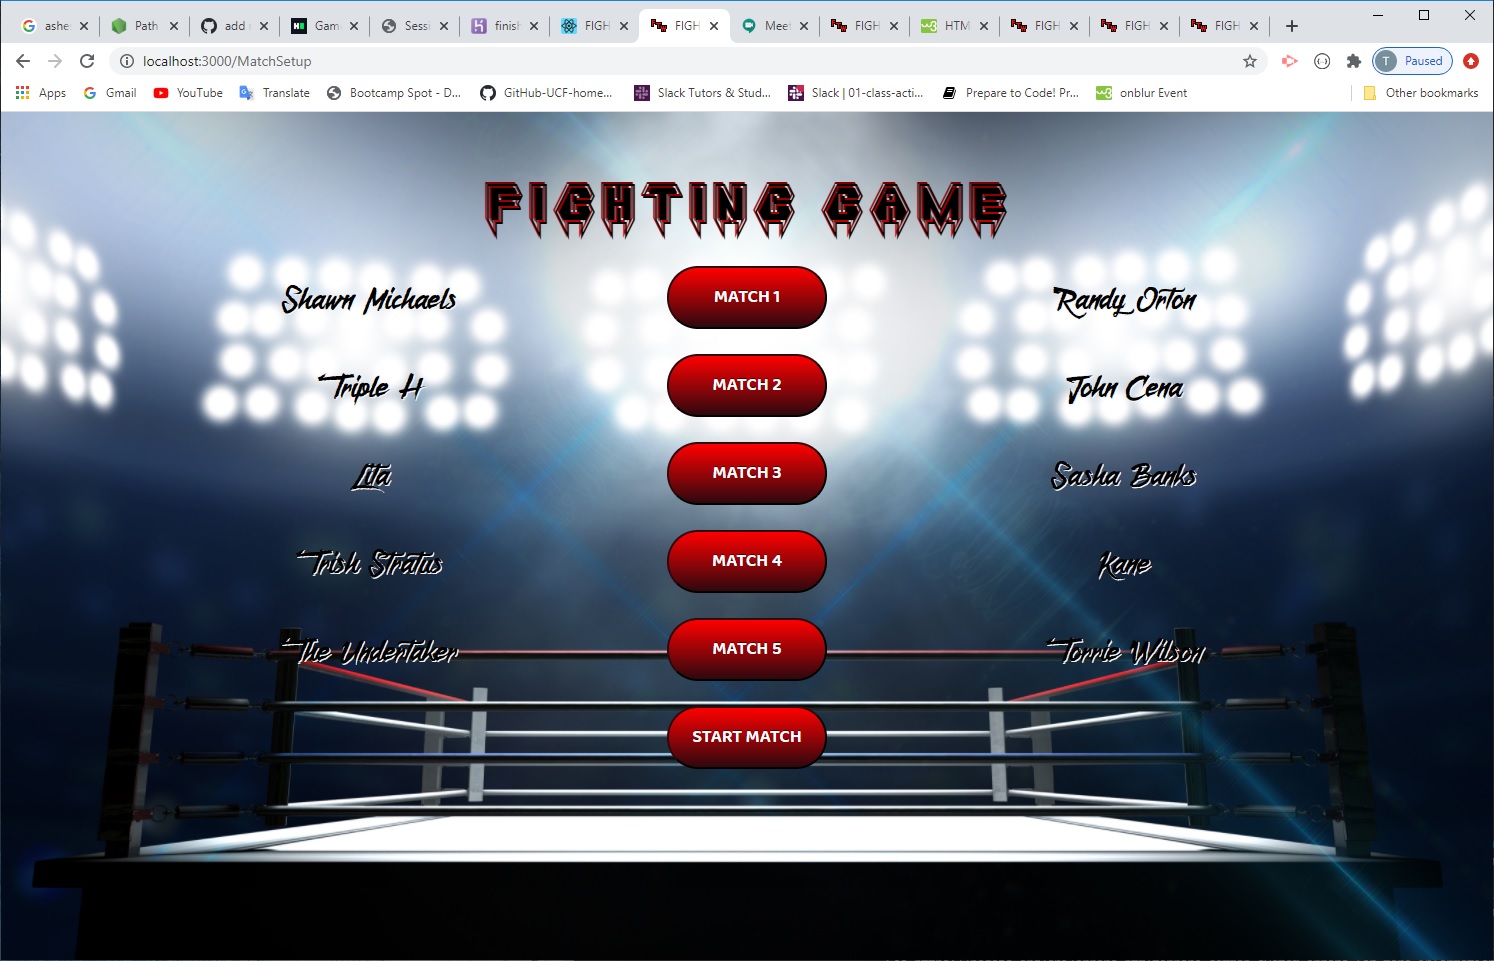 ashe
Path
add
Gam
Sessi
finish
FIGH
FIGH
Meet
FIGH
HTM
FIGH
FIGH
FIGH
localhost:3000/MatchSetup
T Paused
Apps Gmail YouTube Translate Bootcamp Spot - D... GitHub-UCF-home... Slack Tutors & Stud... Slack | 01-class-acti... Prepare to Code! Pr... onblur Event Other bookmarks
FIGHTING GAME
Shawn Michaels MATCH 1 Randy Orton
Triple H MATCH 2 John Cena
Lita MATCH 3 Sasha Banks
Trish Stratus MATCH 4 Kane
The Undertaker MATCH 5 Torrie Wilson
START MATCH